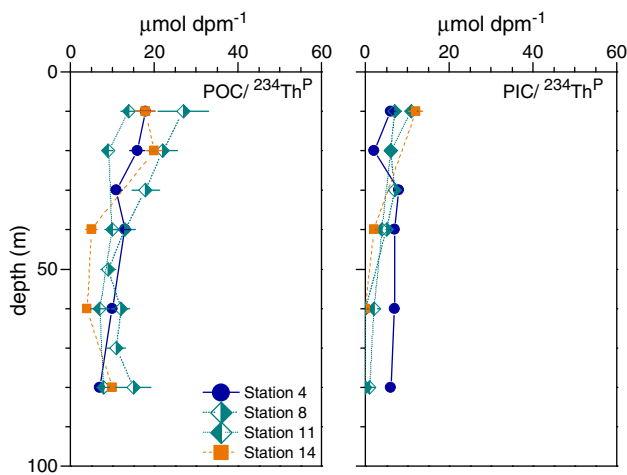 µmol dpm-1
µmol dpm-1
0 20 40 60
0 20 40 60
0
POC/ 234ThP
PIC/ 234ThP
depth (m)
50
100
Station 4
Station 8
Station 11
Station 14